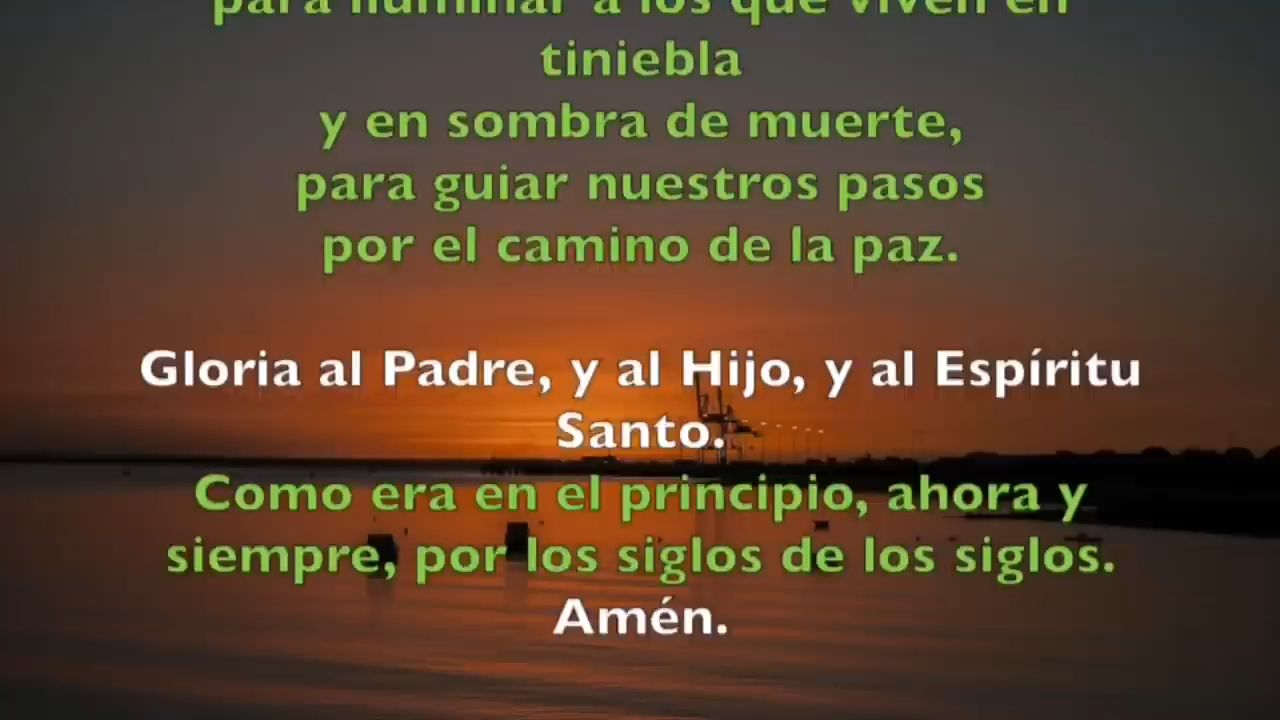 para iluminar a los que viven en
tiniebla
y en sombra de muerte,
para guiar nuestros pasos
por el camino de la paz.
Gloria al Padre, y al Hijo, y al Espíritu
Santo.
Como era en el principio, ahora y
siempre, por los siglos de los siglos.
Amén.